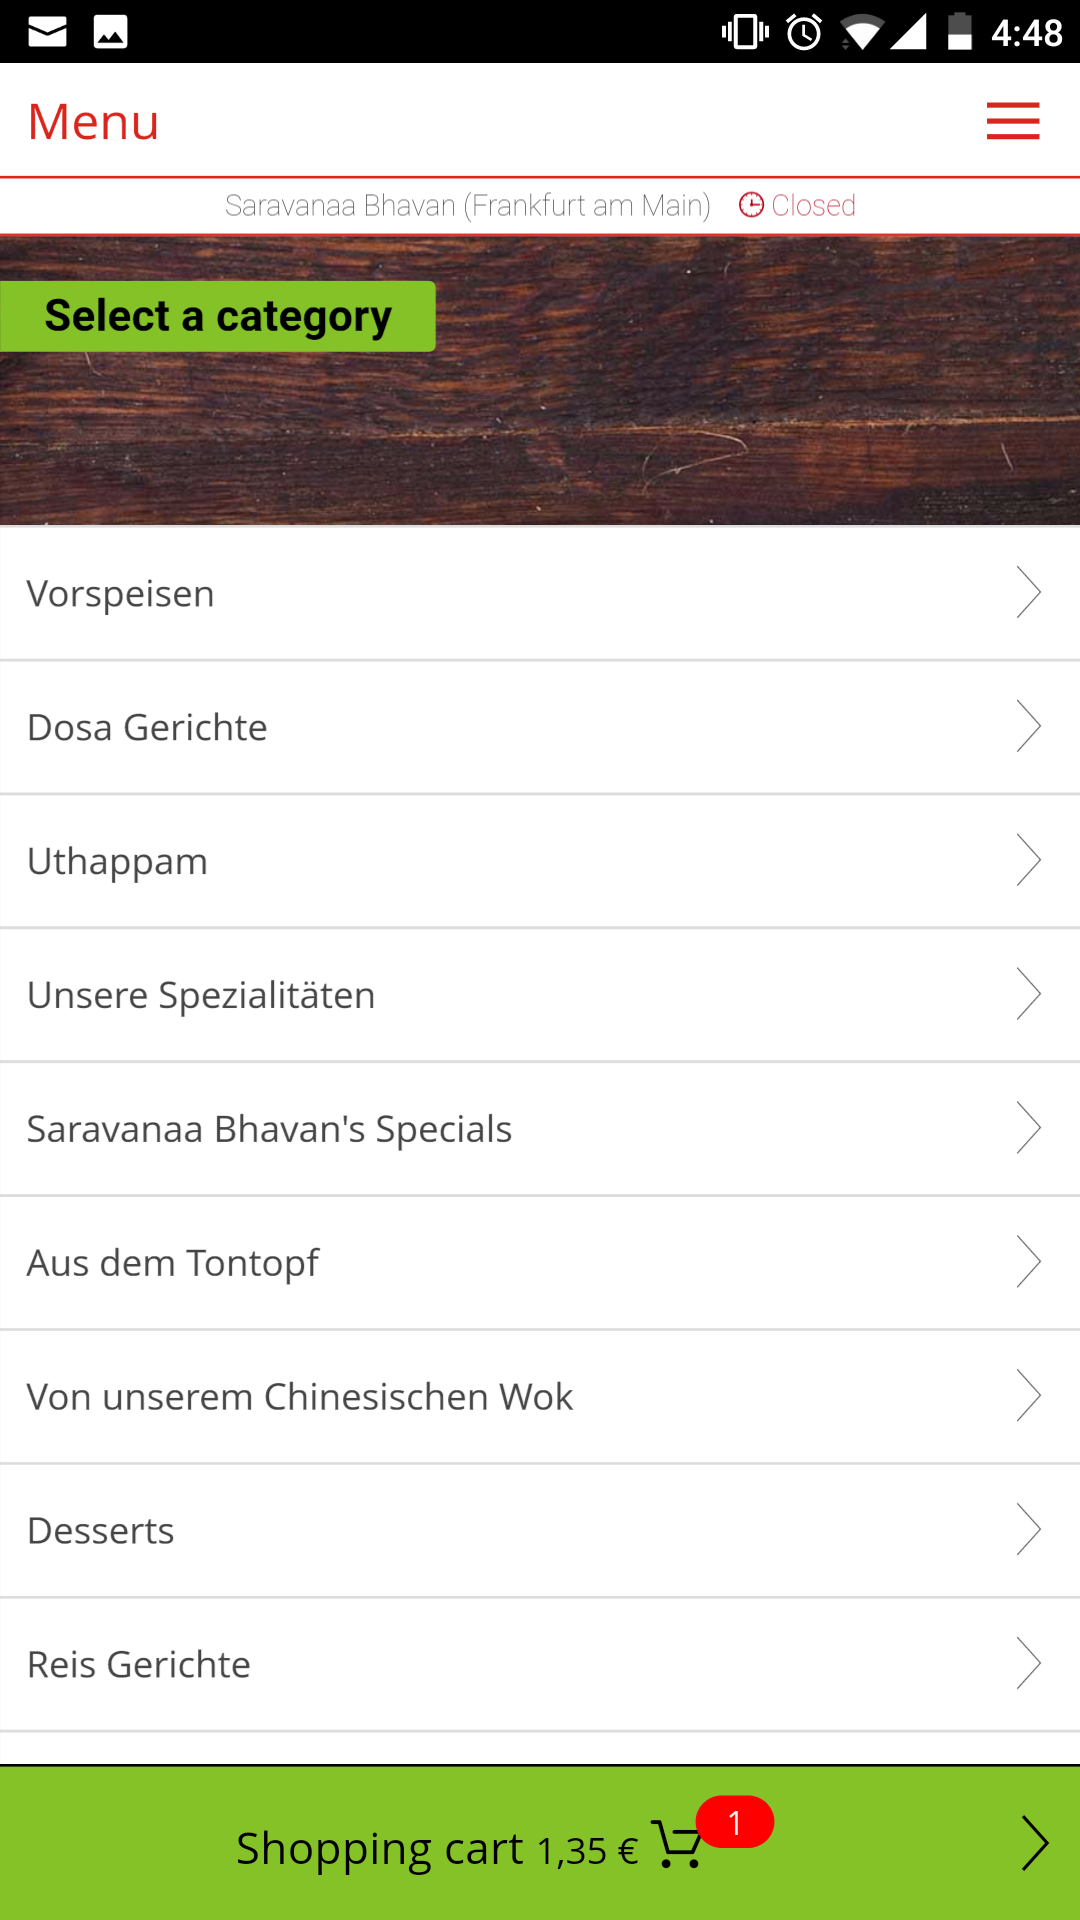 4:48
Menu
Saravanaa Bhavan (Frankfurt am Main) Closed
Select a category
Vorspeisen
Dosa Gerichte
Uthappam
Unsere Spezialitäten
Saravanaa Bhavan's Specials
Aus dem Tontopf
Von unserem Chinesischen Wok
Desserts
Reis Gerichte
Shopping cart 1,35 € 1